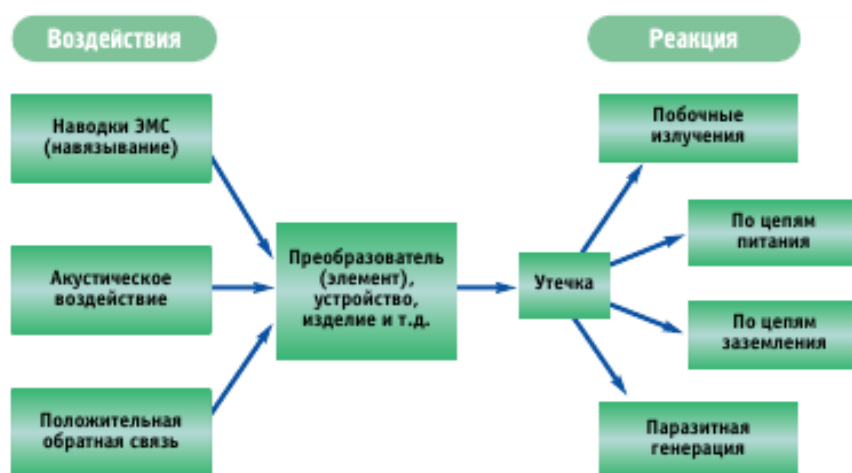 Воздействия
Реакция
Наводки ЭМС
(навязывание)
Акустическое
воздействие
Положительная
обратная связь
Преобразователь
(элемент),
устройство,
изделие и т.д.
Утечка
Побочные
излучения
По цепям
питания
По цепям
заземления
Паразитная
генерация